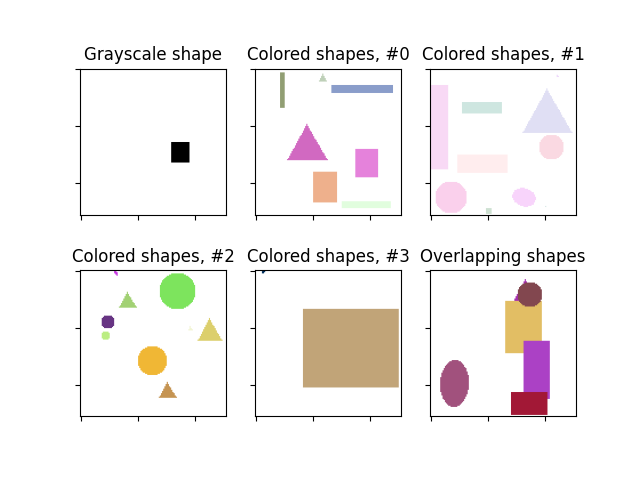 Grayscale shape
Colored shapes, #0
Colored shapes, #1
Colored shapes, #2
Colored shapes, #3
Overlapping shapes